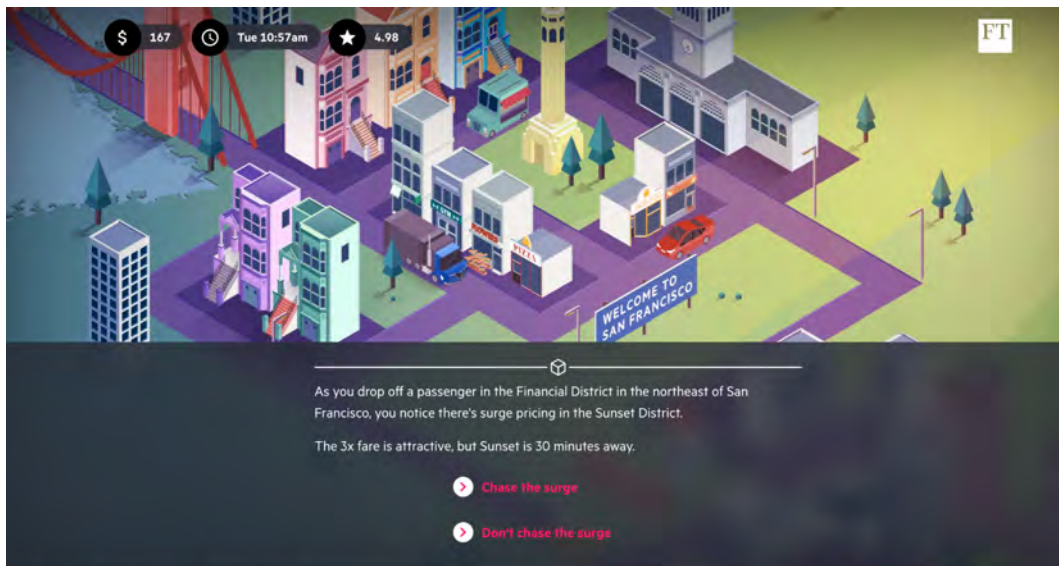 $ 167 Tue 10:57am 4.98
FT
GYM
FLOWERS
PIZZA
WELCOME TO
SAN FRANCISCO
As you drop off a passenger in the Financial District in the northeast of San
Francisco, you notice there's surge pricing in the Sunset District.
The 3x fare is attractive, but Sunset is 30 minutes away.
Chase the surge
Don't chase the surge